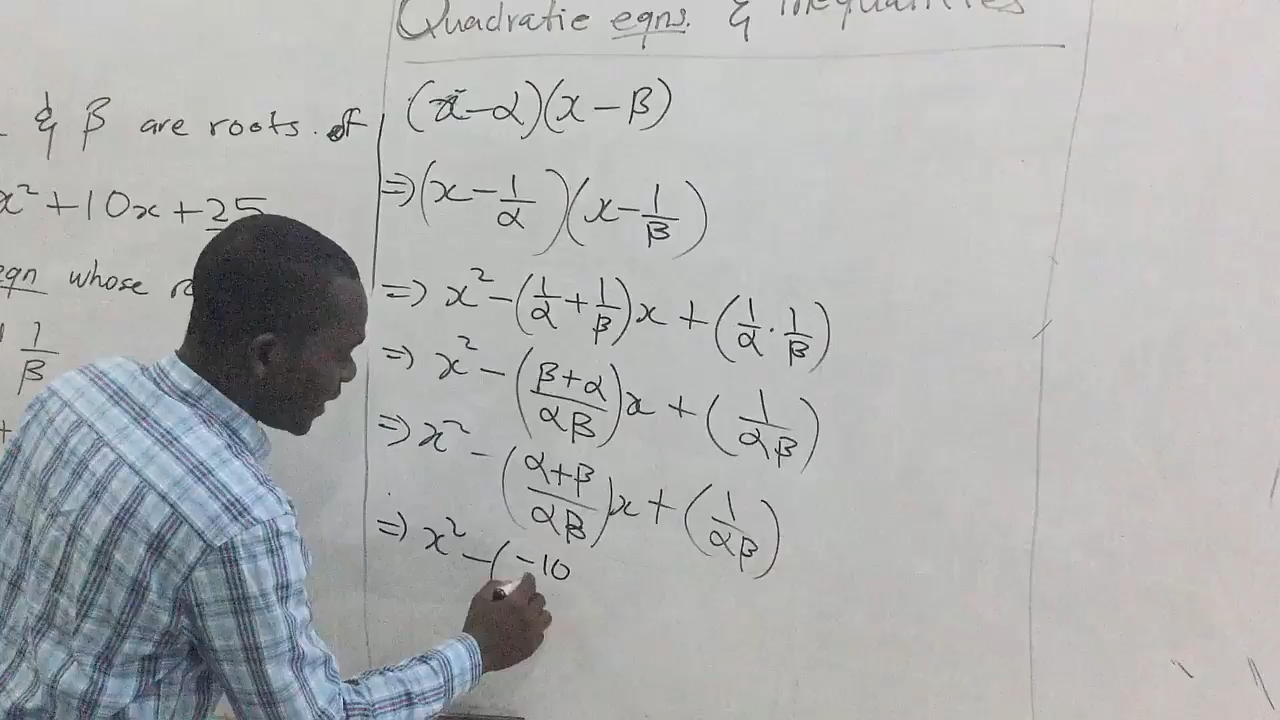 Quadratic eqns. & Inequalities
& β are roots of
x² + 10x + 25
eqn whose
1/β
+
(x - α)(x - β)
⇒ (x - 1/α)(x - 1/β)
⇒ x² - (1/α + 1/β)x + (1/α · 1/β)
⇒ x² - ((β + α)/αβ)x + (1/αβ)
⇒ x² - ((α + β)/αβ)x + (1/αβ)
⇒ x² - (-10